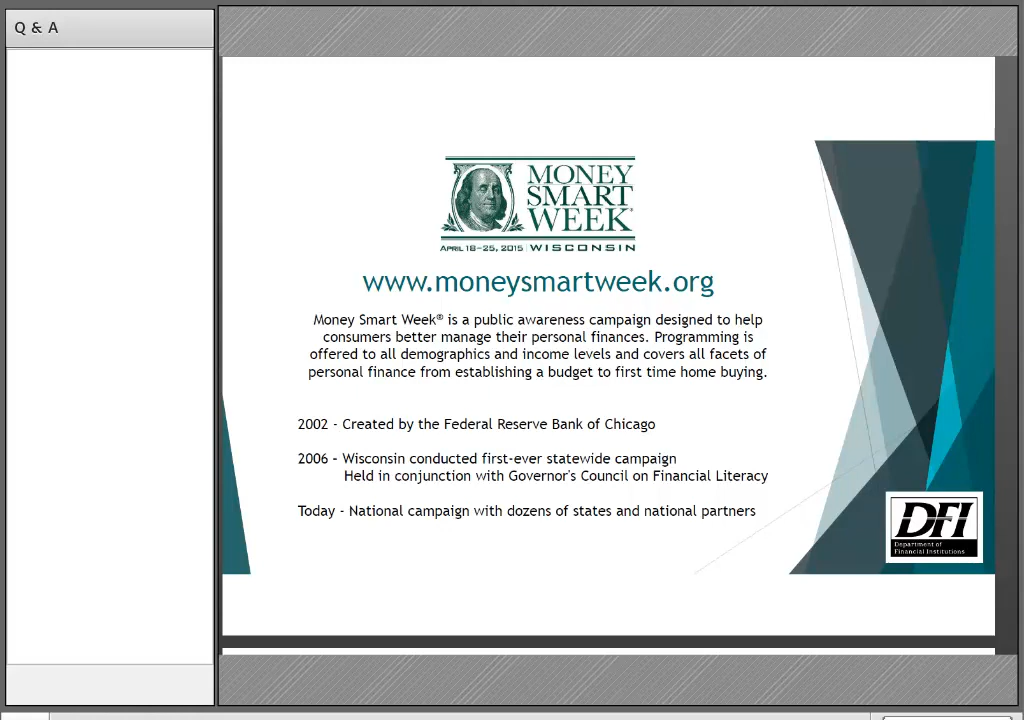 Q & A
MONEY
SMART
WEEK®
APRIL 18-25, 2015 | WISCONSIN
www.moneysmartweek.org
Money Smart Week® is a public awareness campaign designed to help
consumers better manage their personal finances. Programming is
offered to all demographics and income levels and covers all facets of
personal finance from establishing a budget to first time home buying.
2002 - Created by the Federal Reserve Bank of Chicago
2006 – Wisconsin conducted first-ever statewide campaign
Held in conjunction with Governor's Council on Financial Literacy
Today - National campaign with dozens of states and national partners
DFI
Department of
Financial Institutions